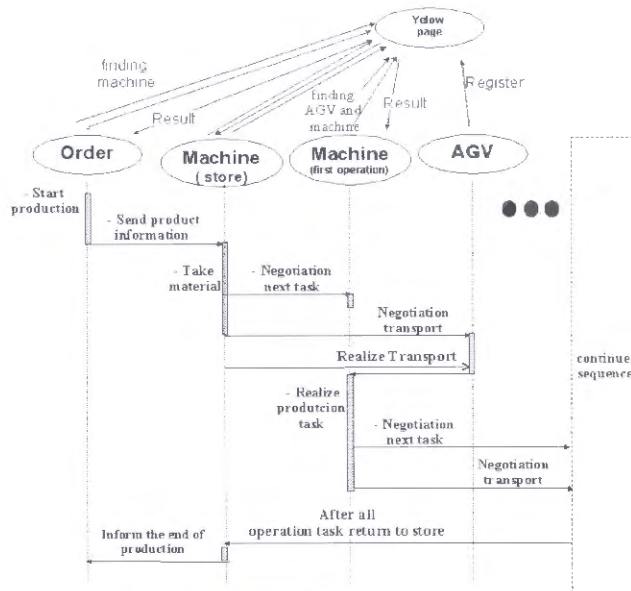 Yelow
page
finding
machine
Result
finding
AGV and
machine
Result
Register
Order
Machine
( store)
Machine
(first operation)
AGV
- Start
production
- Send product
information
- Take
material
- Negotiation
next task
Negotiation
transport
Realize Transport
continue
sequence
- Realize
produtcion
task
- Negotiation
next task
Negotiation
transport
After all
operation task return to store
Inform the end of
production